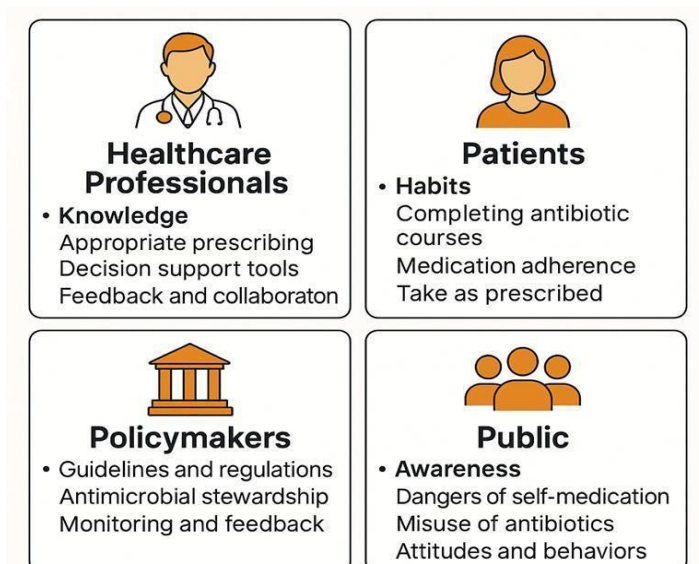 Healthcare
Professionals
• Knowledge
Appropriate prescribing
Decision support tools
Feedback and collaboraton
Patients
• Habits
Completing antibiotic
courses
Medication adherence
Take as prescribed
Policymakers
• Guidelines and regulations
Antimicrobial stewardship
Monitoring and feedback
Public
• Awareness
Dangers of self-medication
Misuse of antibiotics
Attitudes and behaviors